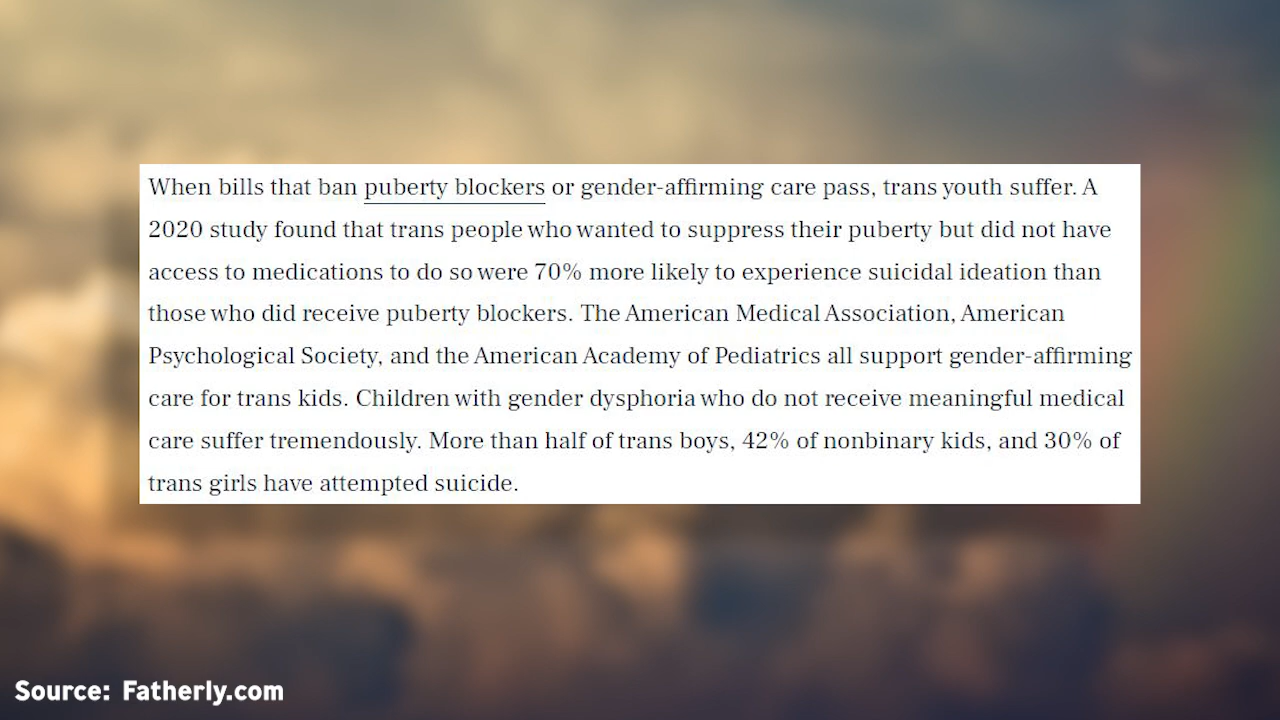 When bills that ban puberty blockers or gender-affirming care pass, trans youth suffer. A
2020 study found that trans people who wanted to suppress their puberty but did not have
access to medications to do so were 70% more likely to experience suicidal ideation than
those who did receive puberty blockers. The American Medical Association, American
Psychological Society, and the American Academy of Pediatrics all support gender-affirming
care for trans kids. Children with gender dysphoria who do not receive meaningful medical
care suffer tremendously. More than half of trans boys, 42% of nonbinary kids, and 30% of
trans girls have attempted suicide.
Source: Fatherly.com